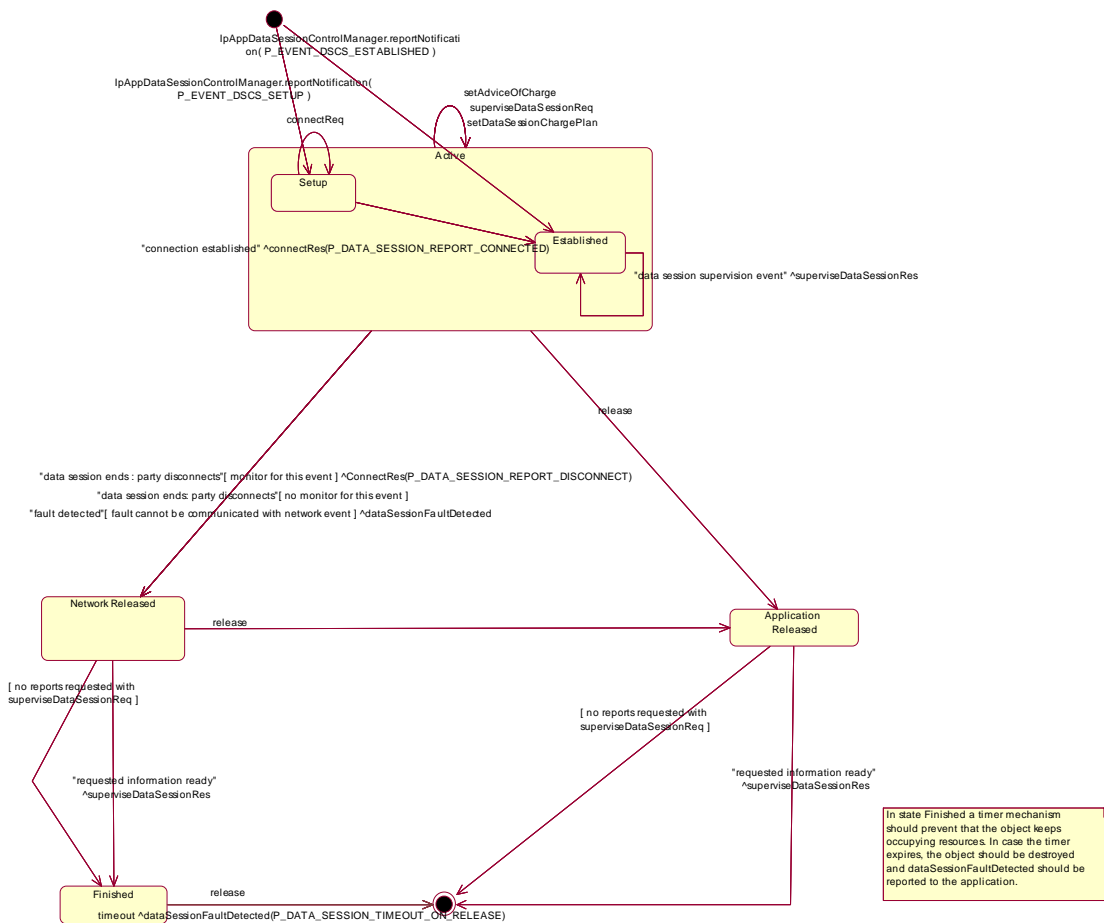 IpAppDataSessionControlManager.reportNotificati
on( P_EVENT_DSCS_ESTABLISHED )
IpAppDataSessionControlManager.reportNotification(
P_EVENT_DSCS_SETUP )
connectReq
setAdviceOfCharge
superviseDataSessionReq
setDataSessionChargePlan
Active
Setup
Established
"connection established" ^connectRes(P_DATA_SESSION_REPORT_CONNECTED)
"data session supervision event" ^superviseDataSessionRes
release
"data session ends : party disconnects"[ monitor for this event ] ^ConnectRes(P_DATA_SESSION_REPORT_DISCONNECT)
"data session ends: party disconnects"[ no monitor for this event ]
"fault detected"[ fault cannot be communicated with network event ] ^dataSessionFaultDetected
Network Released
release
Application
Released
[ no reports requested with
superviseDataSessionReq ]
[ no reports requested with
superviseDataSessionReq ]
"requested information ready"
^superviseDataSessionRes
"requested information ready"
^superviseDataSessionRes
In state Finished a timer mechanism
should prevent that the object keeps
occupying resources. In case the timer
expires, the object should be destroyed
and dataSessionFaultDetected should be
reported to the application.
Finished
release
timeout ^dataSessionFaultDetected(P_DATA_SESSION_TIMEOUT_ON_RELEASE)